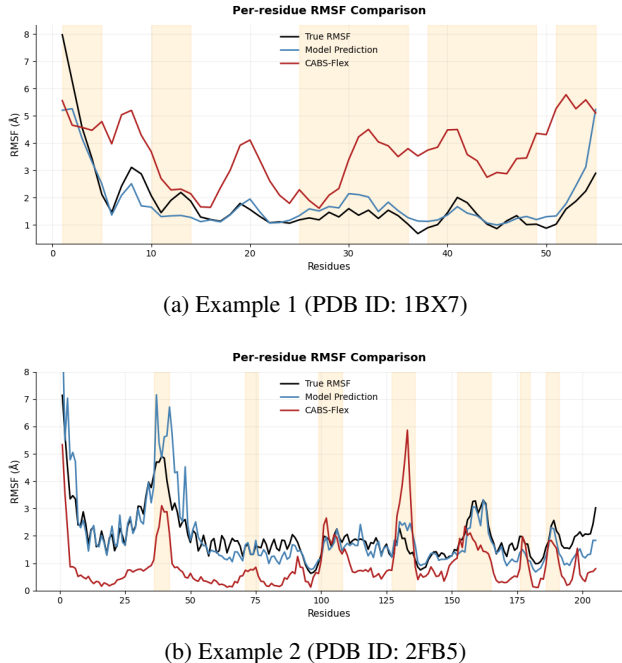 Per-residue RMSF Comparison
8
7
6
5
4
3
2
1
RMSF (Å)
True RMSF
Model Prediction
CABS-Flex
0
10
20
30
40
50
Residues
(a) Example 1 (PDB ID: 1BX7)
Per-residue RMSF Comparison
8
7
6
5
4
3
2
1
0
RMSF (Å)
True RMSF
Model Prediction
CABS-Flex
0
25
50
75
100
125
150
175
200
Residues
(b) Example 2 (PDB ID: 2FB5)